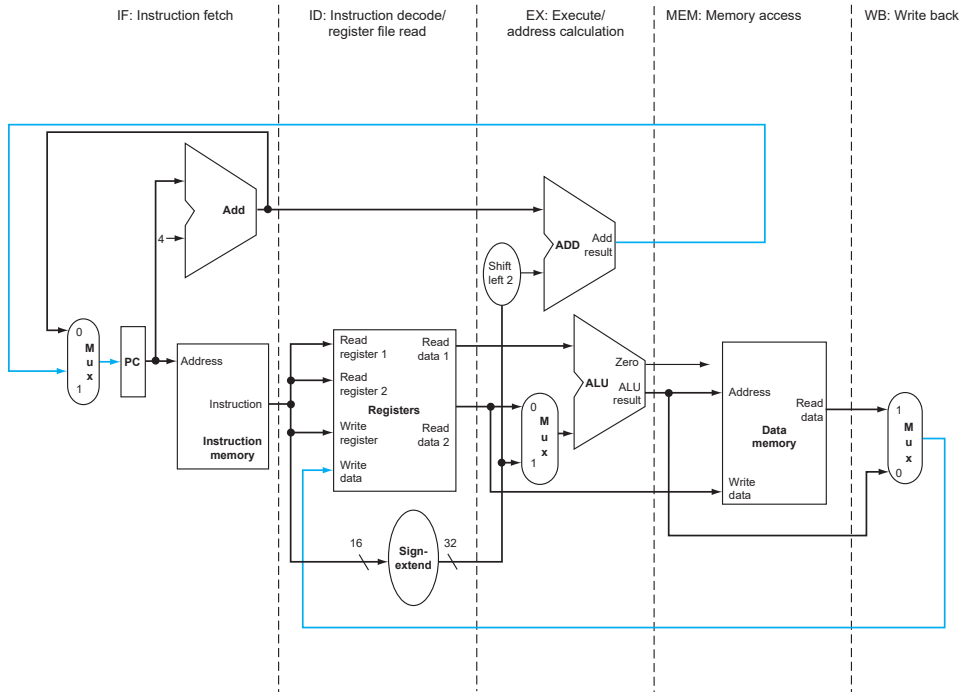 IF: Instruction fetch
ID: Instruction decode/
register file read
EX: Execute/
address calculation
MEM: Memory access
WB: Write back
Add
4
ADD
Add
result
Shift
left 2
0
M
u
x
1
PC
Address
Instruction
Instruction
memory
Read
register 1
Read
register 2
Write
register
Write
data
Registers
Read
data 1
Read
data 2
16
Sign-
extend
32
0
M
u
x
1
Zero
ALU
ALU
result
Address
Write
data
Data
memory
Read
data
1
M
u
x
0